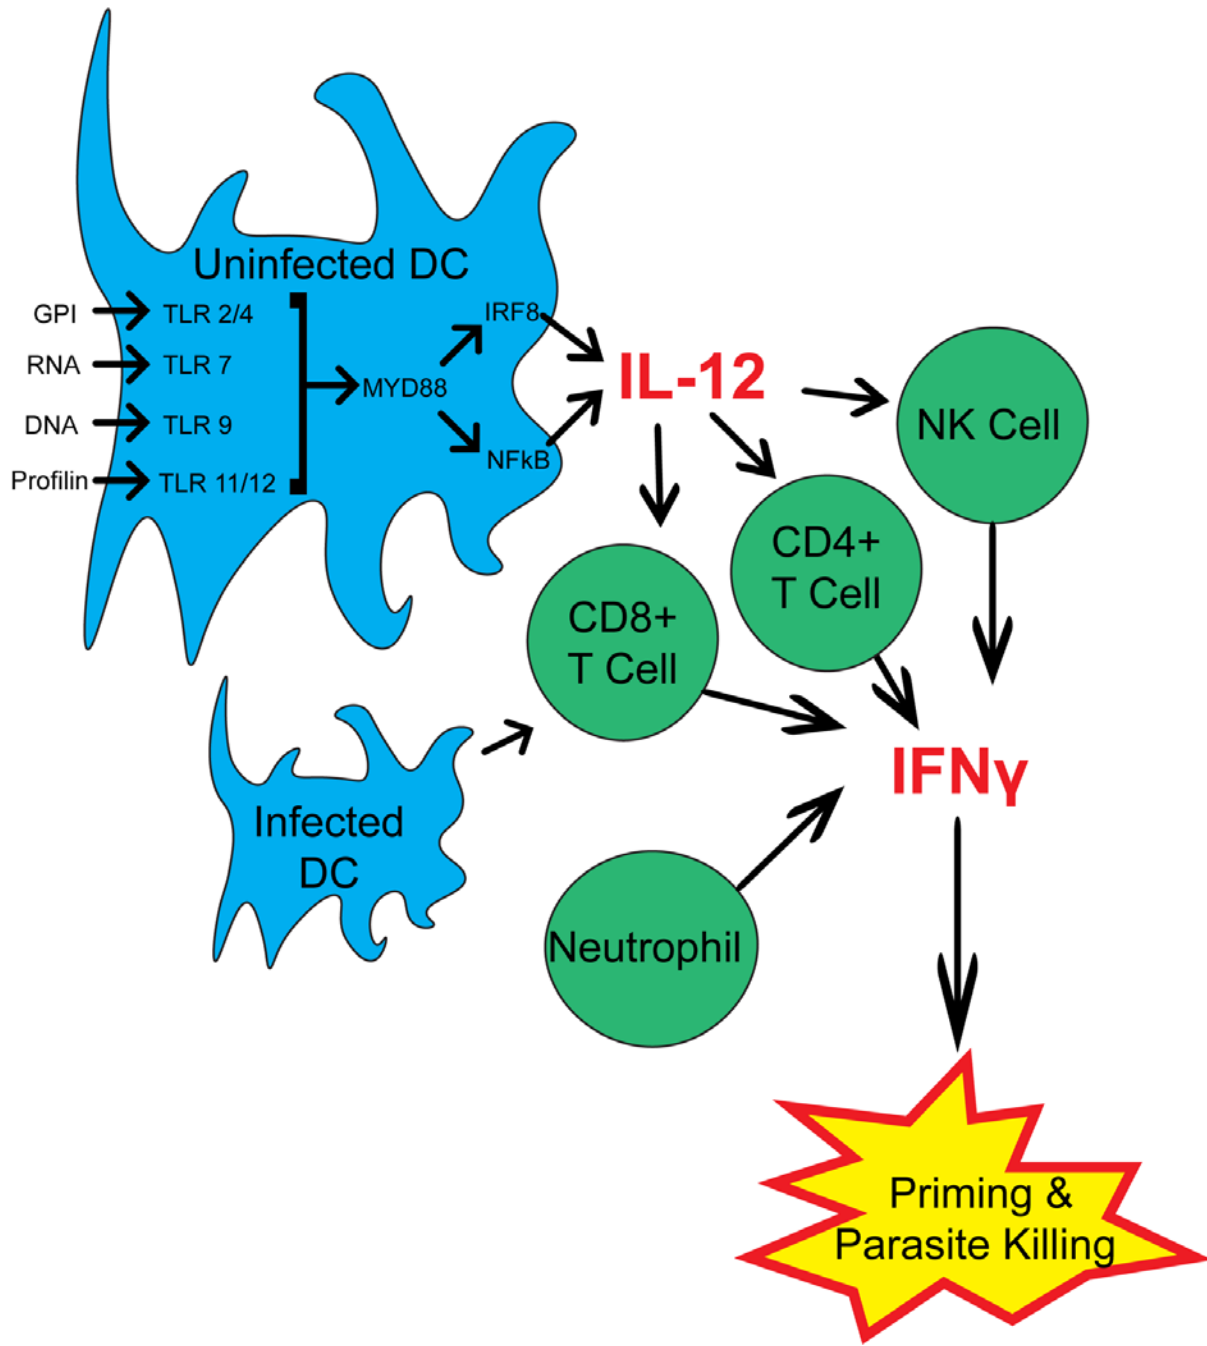 Uninfected DC
GPI
TLR 2/4
RNA
TLR 7
DNA
TLR 9
Profilin
TLR 11/12
MYD88
IRF8
NFkB
IL-12
NK Cell
CD4+
T Cell
CD8+
T Cell
Infected
DC
IFNγ
Neutrophil
Priming &
Parasite Killing